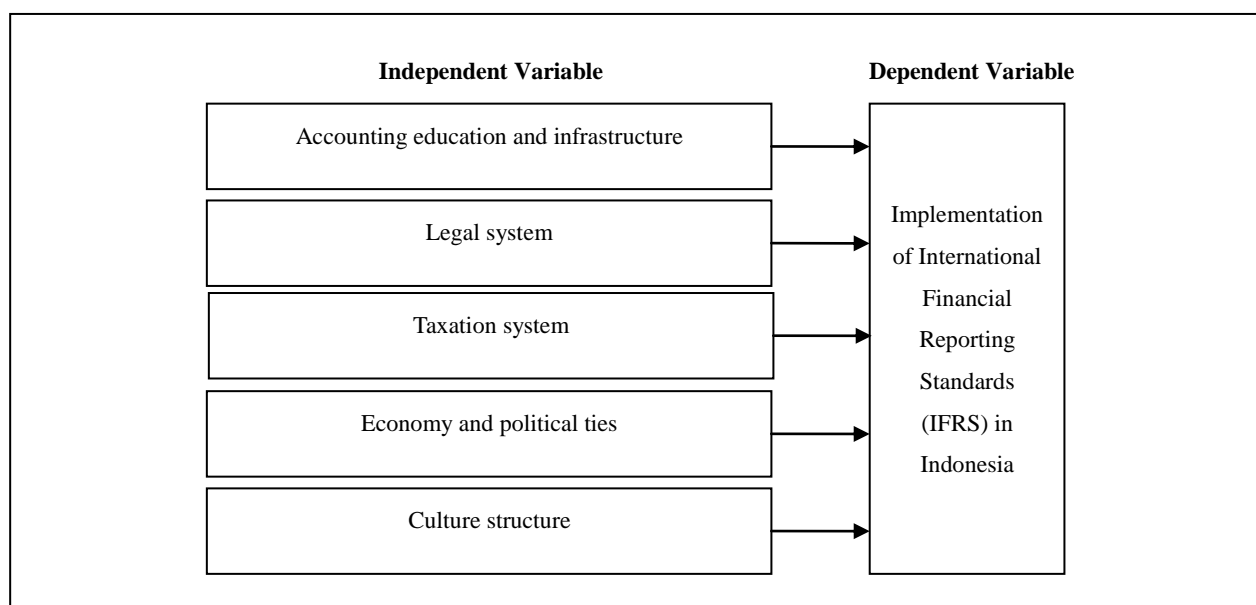 Independent Variable
Dependent Variable
Accounting education and infrastructure
Legal system
Taxation system
Economy and political ties
Culture structure
Implementation
of International
Financial
Reporting
Standards
(IFRS) in
Indonesia